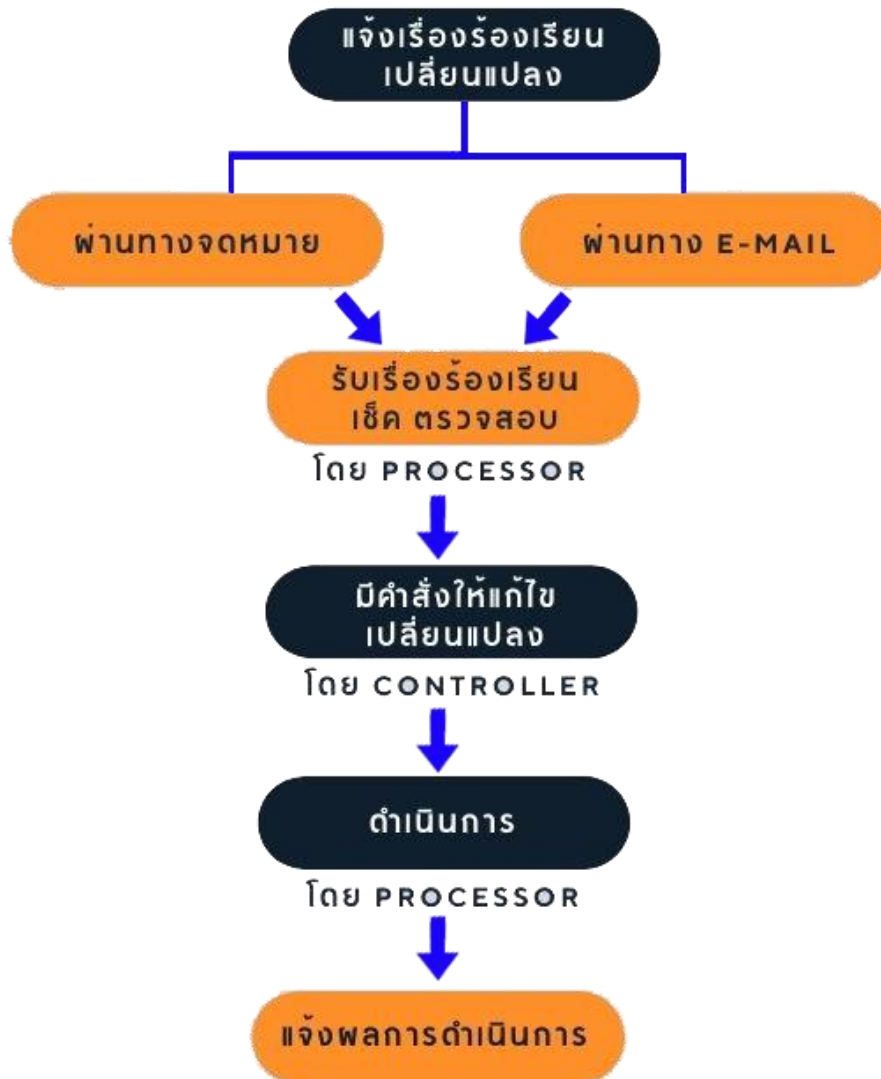 แจ้งเรื่องร้องเรียน
เปลี่ยนแปลง
ผ่านทางจดหมาย
ผ่านทาง E-MAIL
รับเรื่องร้องเรียน
เช็ค ตรวจสอบ
โดย PROCESSOR
มีคำสั่งให้แก้ไข
เปลี่ยนแปลง
โดย CONTROLLER
ดำเนินการ
โดย PROCESSOR
แจ้งผลการดำเนินการ